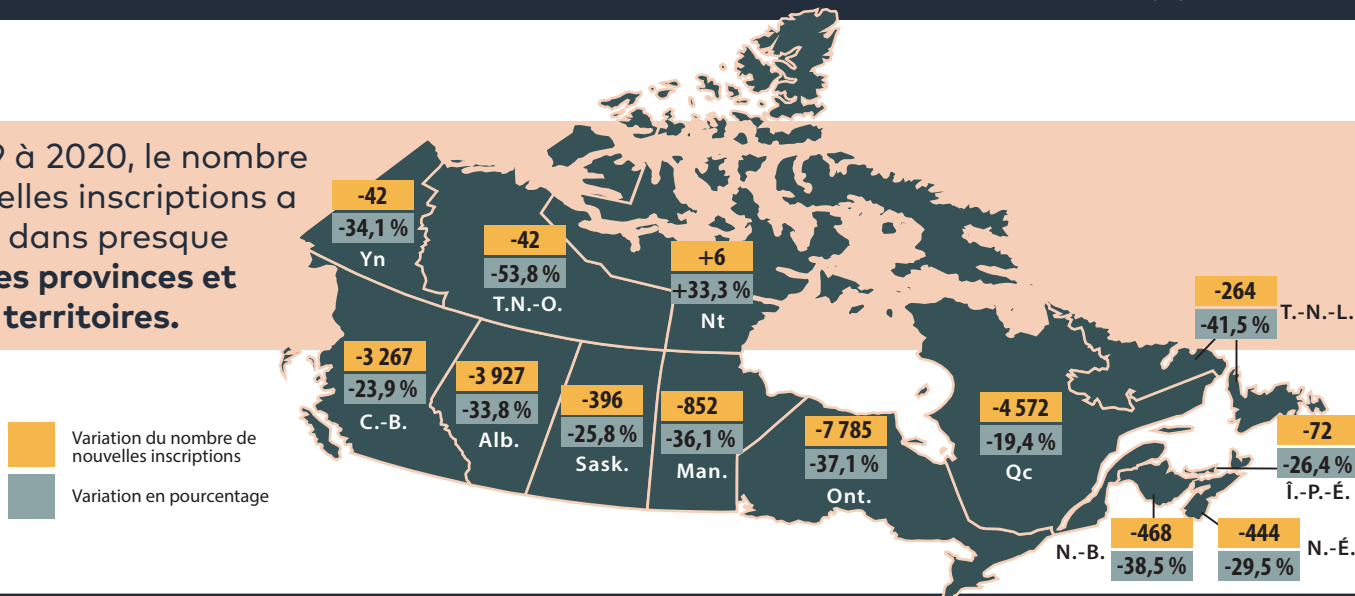 à 2020, le nombre
inscriptions a
dans presque
provinces et
territoires.
-42
-34,1 %
Yn
-42
-53,8 %
T.N.-O.
+6
+33,3 %
Nt
-264
-41,5 %
T.-N.-L.
-3 267
-23,9 %
C.-B.
-3 927
-33,8 %
Alb.
-396
-25,8 %
Sask.
-852
-36,1 %
Man.
-7 785
-37,1 %
Ont.
-4 572
-19,4 %
Qc
-72
-26,4 %
Î.-P.-É.
N.-B.
-468
-38,5 %
-444
-29,5 %
N.-É.
Variation du nombre de
nouvelles inscriptions
Variation en pourcentage